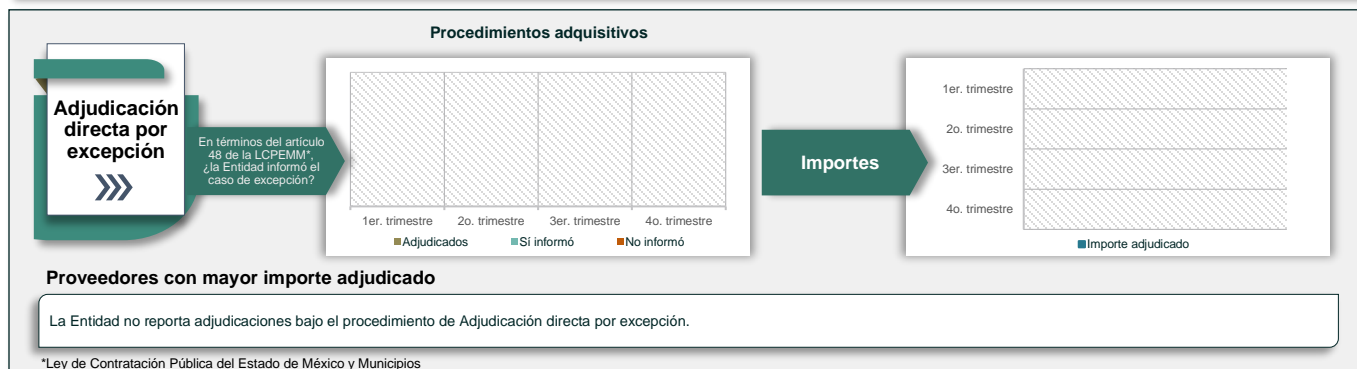 Procedimientos adquisitivos
Adjudicación
directa por
excepción
En términos del artículo
48 de la LCPEMM*,
¿la Entidad informó el
caso de excepción?
1er. trimestre
2o. trimestre
3er. trimestre
4o. trimestre
Adjudicados
Sí informó
No informó
Importes
1er. trimestre
2o. trimestre
3er. trimestre
4o. trimestre
Importe adjudicado
Proveedores con mayor importe adjudicado
La Entidad no reporta adjudicaciones bajo el procedimiento de Adjudicación directa por excepción.
*Ley de Contratación Pública del Estado de México y Municipios